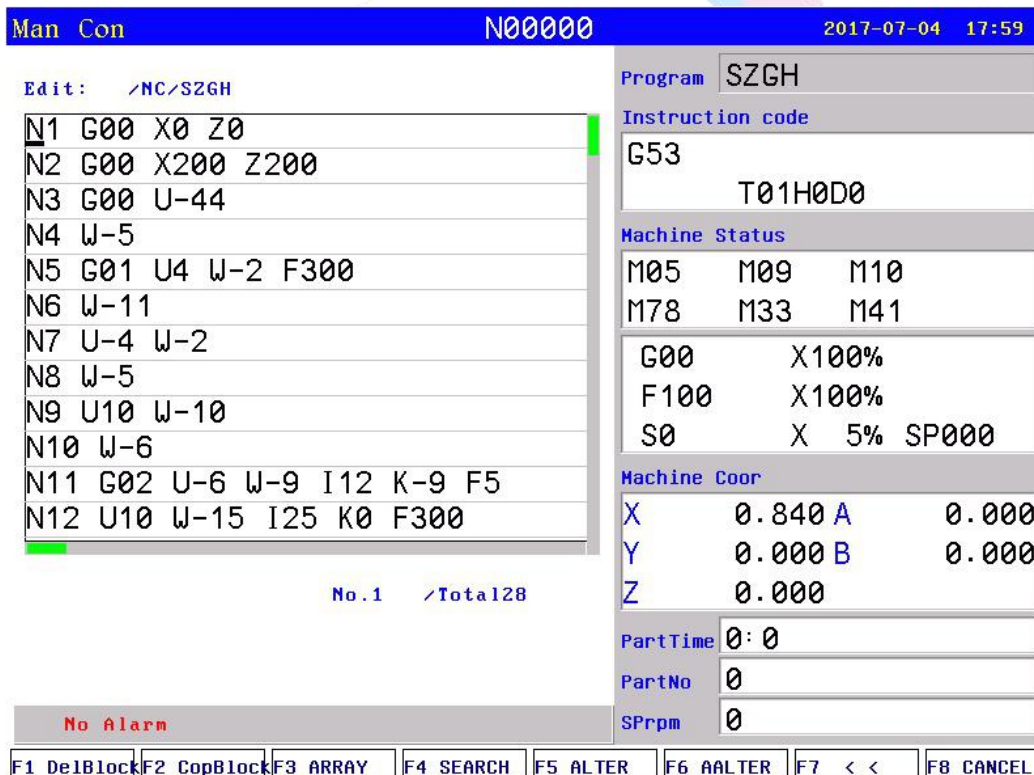 Man Con N00000 2017-07-04 17:59
Edit: /NC/SZGH
N1 G00 X0 Z0
N2 G00 X200 Z200
N3 G00 U-44
N4 W-5
N5 G01 U4 W-2 F300
N6 W-11
N7 U-4 W-2
N8 W-5
N9 U10 W-10
N10 W-6
N11 G02 U-6 W-9 I12 K-9 F5
N12 U10 W-15 I25 K0 F300
No.1 /Total28
No Alarm
Program SZGH
Instruction code
G53
T01H0D0
Machine Status
M05 M09 M10
M78 M33 M41
G00 X100%
F100 X100%
S0 X 5% SP000
Machine Coor
X 0.840 A 0.000
Y 0.000 B 0.000
Z 0.000
PartTime 0: 0
PartNo 0
SPrpm 0
F1 DelBlock F2 CopBlock F3 ARRAY F4 SEARCH F5 ALTER F6 AALTER F7 < < F8 CANCEL